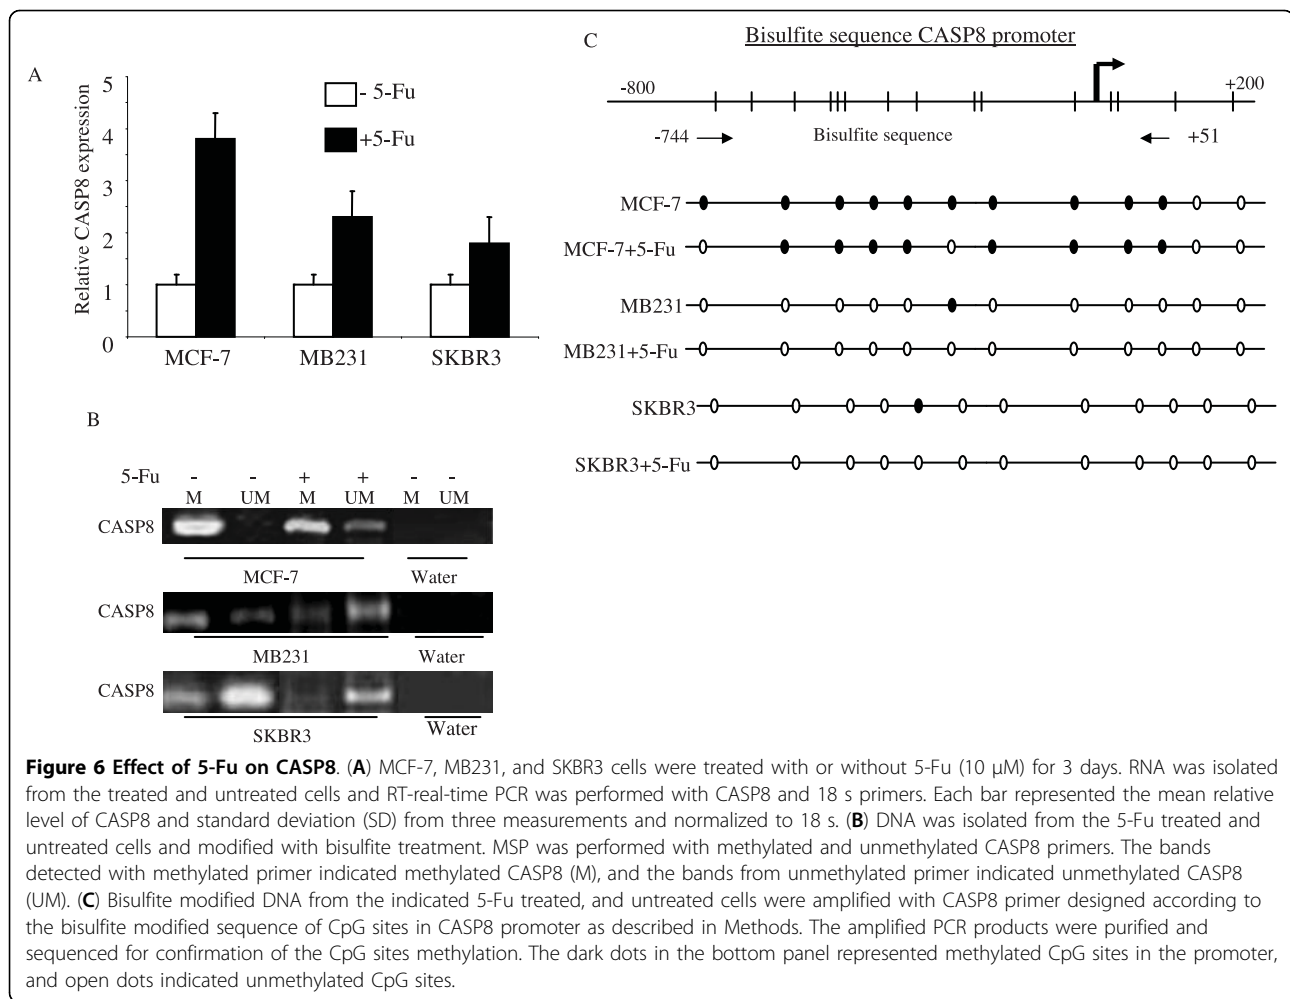 A
5
4
3
2
1
0
Relative CASP8 expression
- 5-Fu
+5-Fu
MCF-7 MB231 SKBR3
B
5-Fu - - + + - -
M UM M UM M UM
CASP8
MCF-7 Water
CASP8
MB231 Water
CASP8
SKBR3 Water
C
Bisulfite sequence CASP8 promoter
-800 +200
-744 Bisulfite sequence +51
MCF-7
MCF-7+5-Fu
MB231
MB231+5-Fu
SKBR3
SKBR3+5-Fu
Figure 6 Effect of 5-Fu on CASP8. (A) MCF-7, MB231, and SKBR3 cells were treated with or without 5-Fu (10 μM) for 3 days. RNA was isolated
from the treated and untreated cells and RT-real-time PCR was performed with CASP8 and 18 s primers. Each bar represented the mean relative
level of CASP8 and standard deviation (SD) from three measurements and normalized to 18 s. (B) DNA was isolated from the 5-Fu treated and
untreated cells and modified with bisulfite treatment. MSP was performed with methylated and unmethylated CASP8 primers. The bands
detected with methylated primer indicated methylated CASP8 (M), and the bands from unmethylated primer indicated unmethylated CASP8
(UM). (C) Bisulfite modified DNA from the indicated 5-Fu treated, and untreated cells were amplified with CASP8 primer designed according to
the bisulfite modified sequence of CpG sites in CASP8 promoter as described in Methods. The amplified PCR products were purified and
sequenced for confirmation of the CpG sites methylation. The dark dots in the bottom panel represented methylated CpG sites in the promoter,
and open dots indicated unmethylated CpG sites.